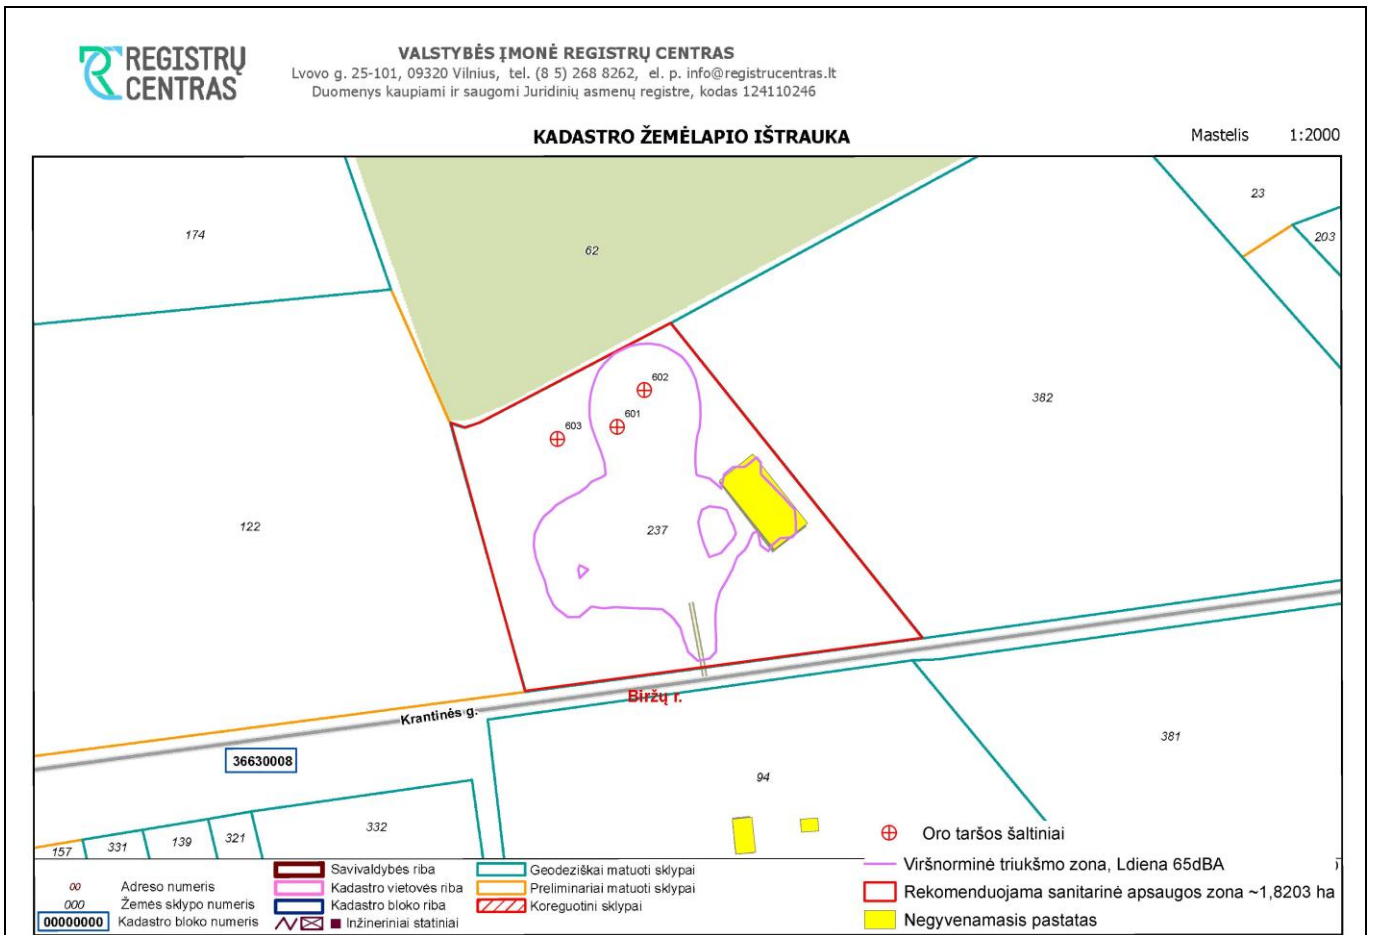 REGISTRŲ
CENTRAS
VALSTYBĖS ĮMONĖ REGISTRŲ CENTRAS
Lvovo g. 25-101, 09320 Vilnius, tel. (8 5) 268 8262, el. p. info@registrucentras.lt
Duomenys kaupiami ir saugomi Juridinių asmenų registre, kodas 124110246
KADASTRO ŽEMĖLAPIO IŠTRAUKA
Mastelis 1:2000
174
62
23
203
382
602
601
603
122
237
Biržų r.
Krantinės g.
36630008
381
94
332
321
139
331
157
Oro taršos šaltiniai
Viršnorminė triukšmo zona, Ldiena 65dBA
Rekomenduojama sanitarinė apsaugos zona ~1,8203 ha
Negyvenamasis pastatas
00 Adreso numeris
000 Žemės sklypo numeris
00000000 Kadastro bloko numeris
Savivaldybės riba
Kadastro vietovės riba
Kadastro bloko riba
Inžineriniai statiniai
Geodeziškai matuoti sklypai
Preliminariai matuoti sklypai
Koreguotini sklypai